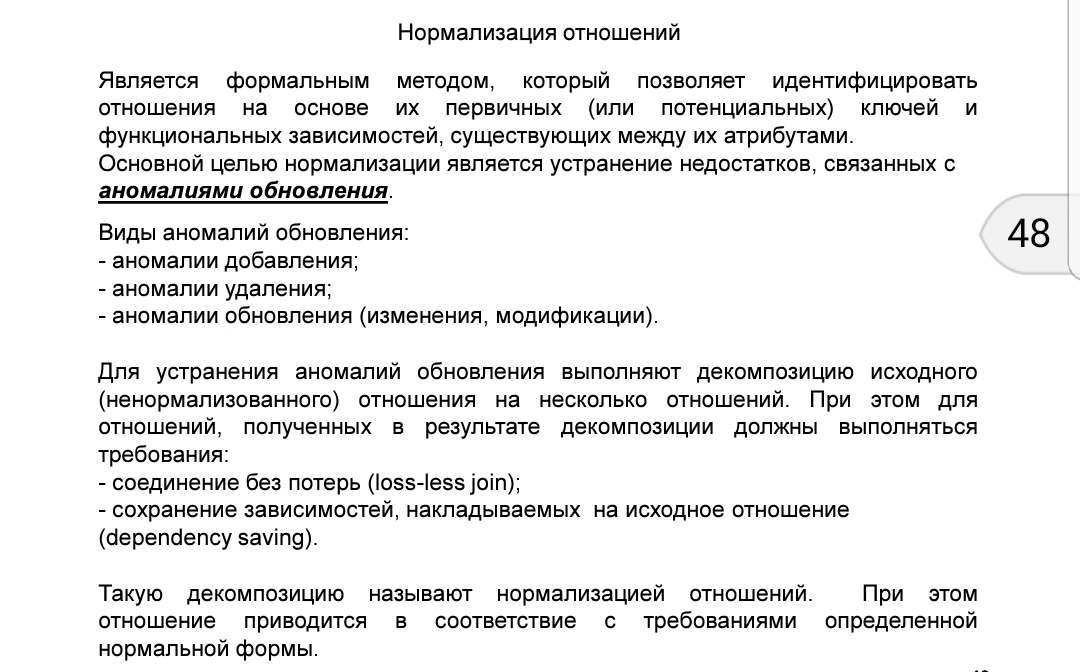 Нормализация отношений
Является формальным методом, который позволяет идентифицировать
отношения на основе их первичных (или потенциальных) ключей и
функциональных зависимостей, существующих между их атрибутами.
Основной целью нормализации является устранение недостатков, связанных с
аномалиями обновления.
48
Виды аномалий обновления:
- аномалии добавления;
- аномалии удаления;
- аномалии обновления (изменения, модификации).
Для устранения аномалий обновления выполняют декомпозицию исходного
(ненормализованного) отношения на несколько отношений. При этом для
отношений, полученных в результате декомпозиции должны выполняться
требования:
- соединение без потерь (loss-less join);
- сохранение зависимостей, накладываемых  на исходное отношение
(dependency saving).
Такую декомпозицию называют нормализацией отношений.  При этом
отношение приводится в соответствие с требованиями определенной
нормальной формы.